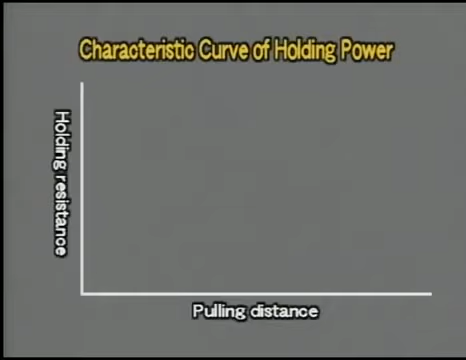 Characteristic Curve of Holding Power
Holding resistance
Pulling distance